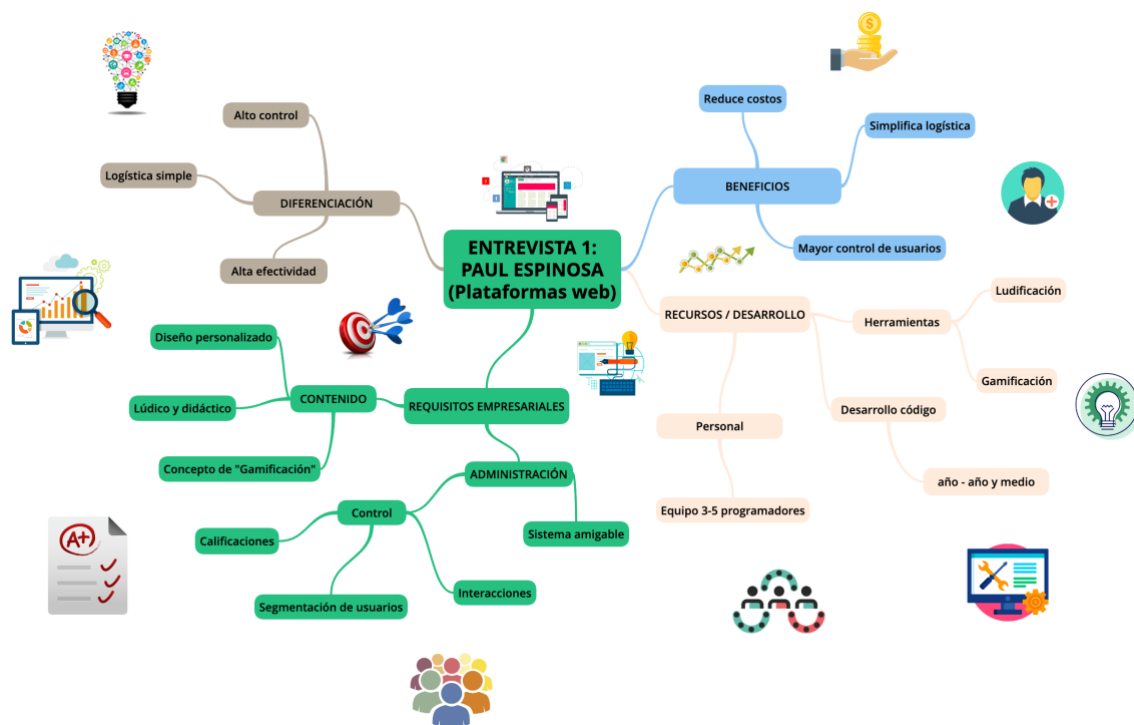 ENTREVISTA 1:
PAUL ESPINOSA
(Plataformas web)
DIFERENCIACIÓN
Alto control
Logística simple
Alta efectividad
BENEFICIOS
Reduce costos
Simplifica logística
Mayor control de usuarios
RECURSOS / DESARROLLO
Herramientas
Ludificación
Gamificación
Desarrollo código
año - año y medio
Personal
Equipo 3-5 programadores
REQUISITOS EMPRESARIALES
CONTENIDO
Diseño personalizado
Lúdico y didáctico
Concepto de "Gamificación"
ADMINISTRACIÓN
Sistema amigable
Control
Calificaciones
Segmentación de usuarios
Interacciones
A+